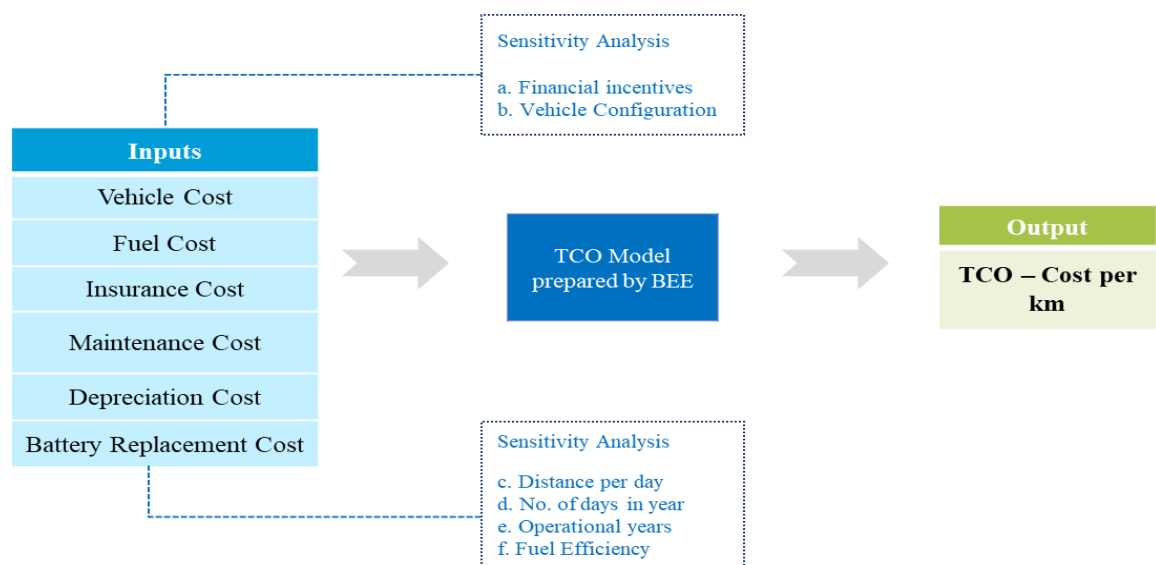 Sensitivity Analysis
a. Financial incentives
b. Vehicle Configuration
Inputs
Vehicle Cost
Fuel Cost
Insurance Cost
Maintenance Cost
Depreciation Cost
Battery Replacement Cost
TCO Model
prepared by BEE
Output
TCO – Cost per
km
Sensitivity Analysis
c. Distance per day
d. No. of days in year
e. Operational years
f. Fuel Efficiency